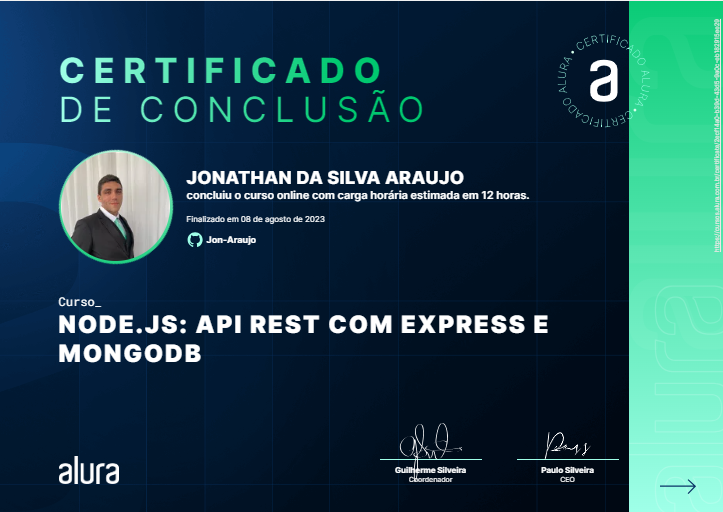 CERTIFICADO
DE CONCLUSÃO
CERTIFICADO ALURA • CERTIFICADO ALURA •
a
JONATHAN DA SILVA ARAUJO
concluiu o curso online com carga horária estimada em 12 horas.
Finalizado em 08 de agosto de 2023
Jon-Araujo
Curso_
NODE.JS: API REST COM EXPRESS E
MONGODB
alura
Guilherme Silveira
Coordenador
Paulo Silveira
CEO
alura